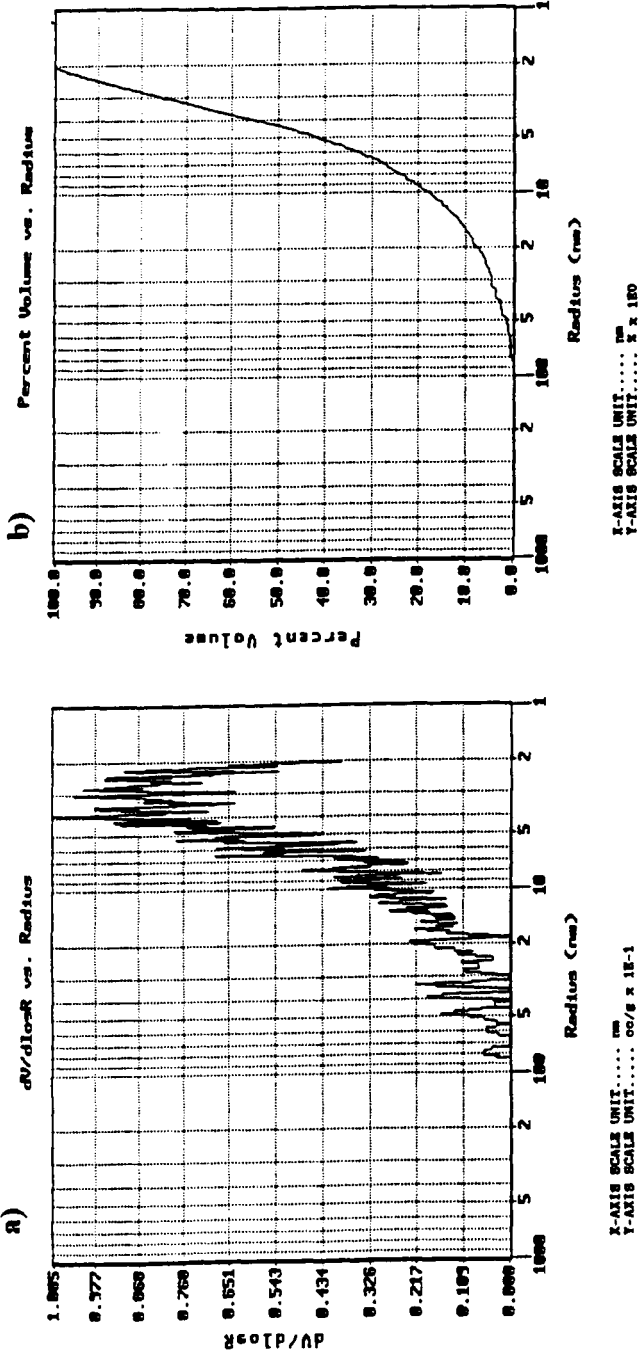 a)
dV/dlogR vs. Radius
1.085
0.977
0.868
0.760
0.651
0.543
0.434
0.326
0.217
0.109
0.000
dV/dlogR
1000 5 2 100 5 2 10 5 2 1
Radius (nm)
X-AXIS SCALE UNIT..... nm
Y-AXIS SCALE UNIT..... cc/g x 1E-1
b)
Percent Volume vs. Radius
100.0
90.0
80.0
70.0
60.0
50.0
40.0
30.0
20.0
10.0
0.0
Percent Volume
1000 5 2 100 5 2 10 5 2 1
Radius (nm)
X-AXIS SCALE UNIT..... nm
Y-AXIS SCALE UNIT..... % x 1E0